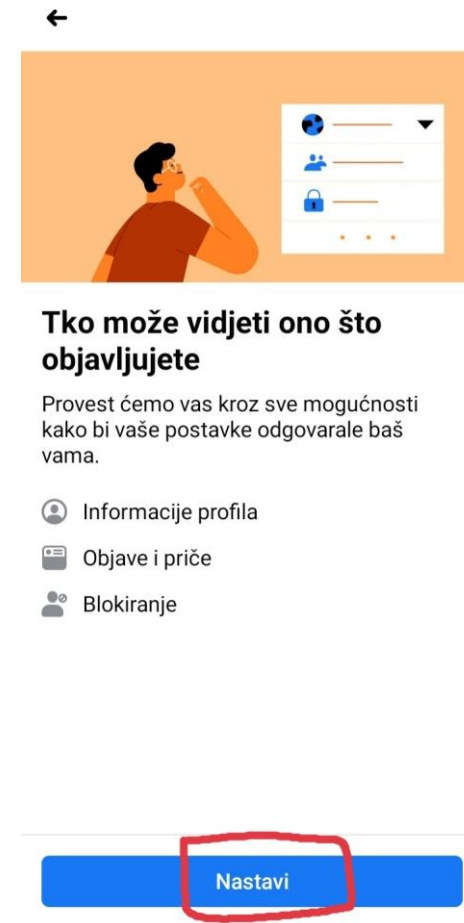 Tko može vidjeti ono što
objavljujete
Provest ćemo vas kroz sve mogućnosti
kako bi vaše postavke odgovarale baš
vama.
Informacije profila
Objave i priče
Blokiranje
Nastavi